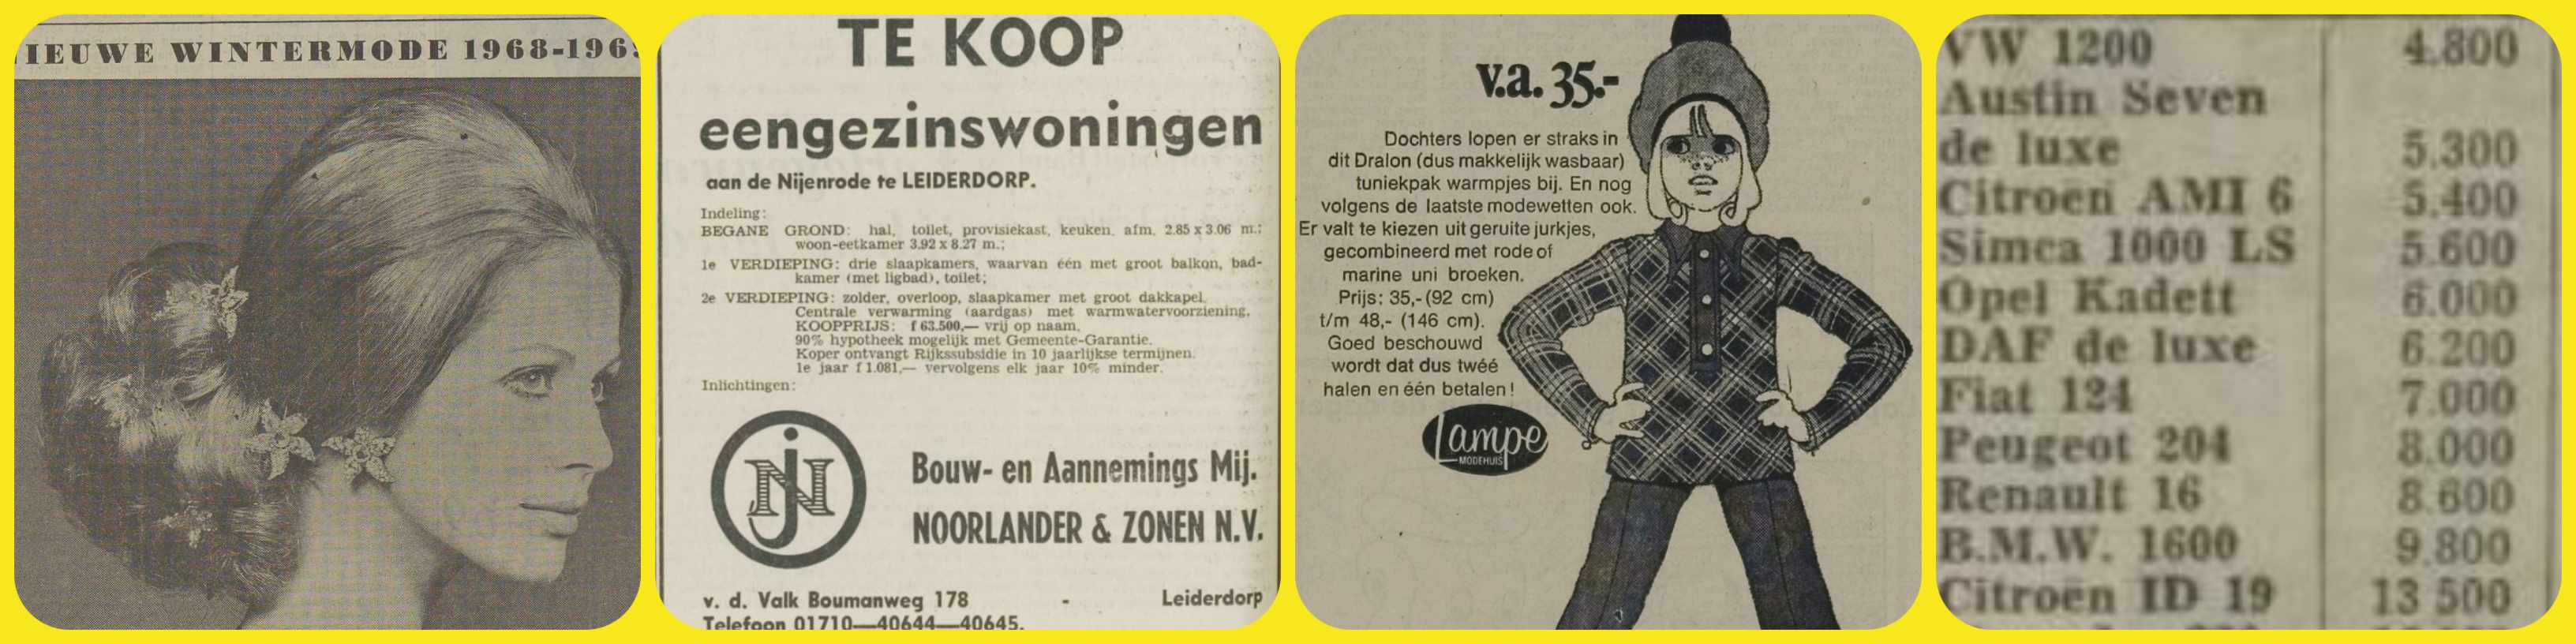 IEUWE WINTERMODE 1968-196
TE KOOP
eengezinswoningen
aan de Nijenrode te LEIDERDORP.
Indeling:
BEGANE GROND: hal, toilet, provisiekast, keuken, afm. 2.85 x 3.06 m.;
woon-eetkamer 3.92 x 8.27 m.;
1e VERDIEPING: drie slaapkamers, waarvan één met groot balkon, bad-
kamer (met ligbad), toilet;
2e VERDIEPING: zolder, overloop, slaapkamer met groot dakkapel.
Centrale verwarming (aardgas) met warmwatervoorziening.
KOOPPRIJS: f 63.500,— vrij op naam.
90% hypotheek mogelijk met Gemeente-Garantie.
Koper ontvangt Rijkssubsidie in 10 jaarlijkse termijnen.
1e jaar f 1.081,— vervolgens elk jaar 10% minder.
Inlichtingen:
NJ
Bouw- en Aannemings Mij.
NOORLANDER & ZONEN N.V.
v. d. Valk Boumanweg 178 - Leiderdorp
Telefoon 01710—40644—40645.
v.a. 35.-
Dochters lopen er straks in
dit Dralon (dus makkelijk wasbaar)
tuniekpak warmpjes bij. En nog
volgens de laatste modewetten ook.
Er valt te kiezen uit geruite jurkjes,
gecombineerd met rode of
marine uni broeken.
Prijs: 35,- (92 cm)
t/m 48,- (146 cm).
Goed beschouwd
wordt dat dus twéé
halen en één betalen!
Lampe
MODEHUIS
VW 1200 4.800
Austin Seven
de luxe 5.300
Citroen AMI 6 5.400
Simca 1000 LS 5.600
Opel Kadett 6.000
DAF de luxe 6.200
Fiat 124 7.000
Peugeot 204 8.000
Renault 16 8.600
B.M.W. 1600 9.800
Citroën ID 19 13 500